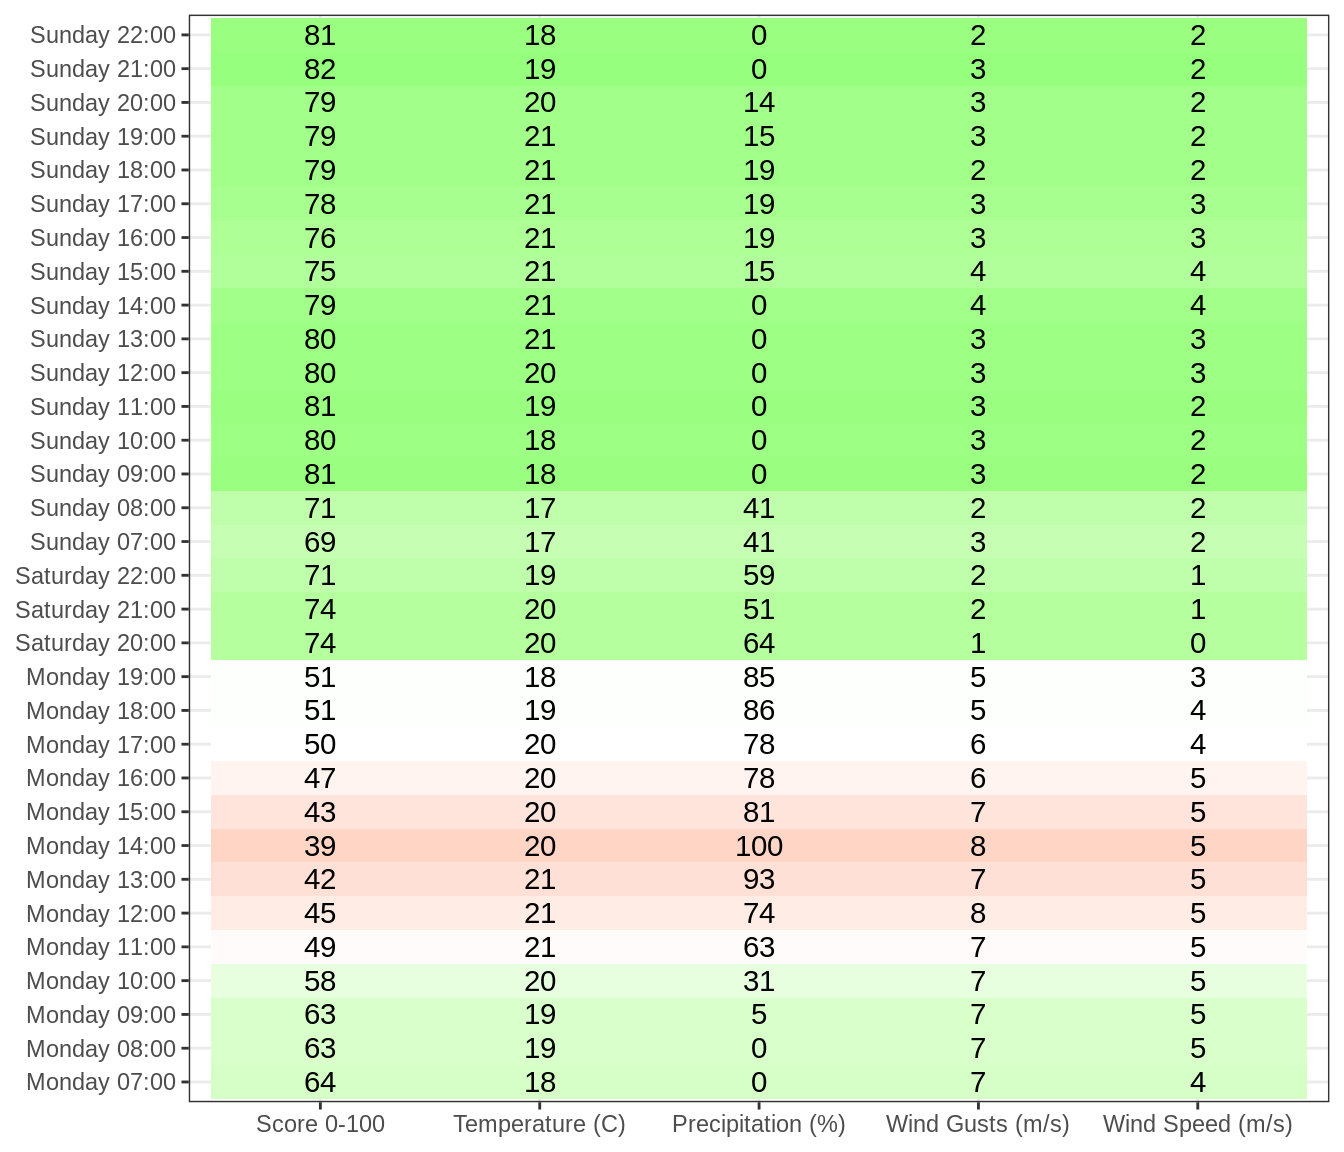 Sunday 22:00 81 18 0 2 2
Sunday 21:00 82 19 0 3 2
Sunday 20:00 79 20 14 3 2
Sunday 19:00 79 21 15 3 2
Sunday 18:00 79 21 19 2 2
Sunday 17:00 78 21 19 3 3
Sunday 16:00 76 21 19 3 3
Sunday 15:00 75 21 15 4 4
Sunday 14:00 79 21 0 4 4
Sunday 13:00 80 21 0 3 3
Sunday 12:00 80 20 0 3 3
Sunday 11:00 81 19 0 3 2
Sunday 10:00 80 18 0 3 2
Sunday 09:00 81 18 0 3 2
Sunday 08:00 71 17 41 2 2
Sunday 07:00 69 17 41 3 2
Saturday 22:00 71 19 59 2 1
Saturday 21:00 74 20 51 2 1
Saturday 20:00 74 20 64 1 0
Monday 19:00 51 18 85 5 3
Monday 18:00 51 19 86 5 4
Monday 17:00 50 20 78 6 4
Monday 16:00 47 20 78 6 5
Monday 15:00 43 20 81 7 5
Monday 14:00 39 20 100 8 5
Monday 13:00 42 21 93 7 5
Monday 12:00 45 21 74 8 5
Monday 11:00 49 21 63 7 5
Monday 10:00 58 20 31 7 5
Monday 09:00 63 19 5 7 5
Monday 08:00 63 19 0 7 5
Monday 07:00 64 18 0 7 4
Score 0-100 Temperature (C) Precipitation (%) Wind Gusts (m/s) Wind Speed (m/s)